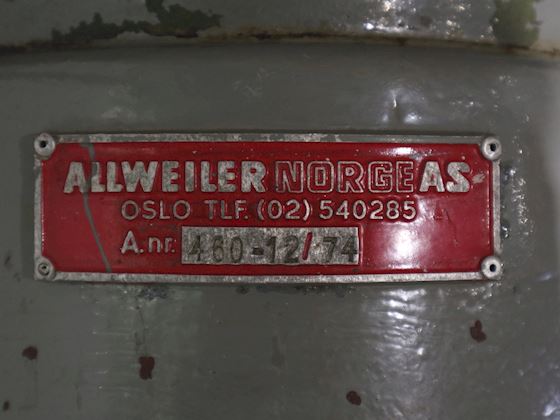 ALLWEILER NORGE AS.
OSLO TLF. (02) 540285
A.nr. 460-12/74